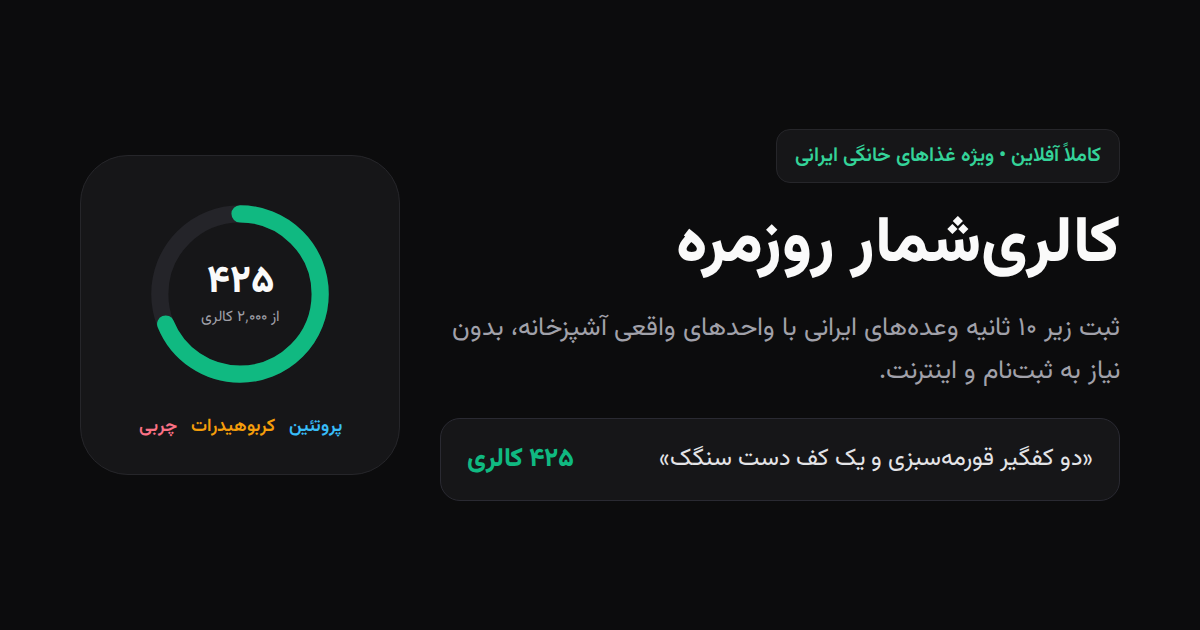 کاملاً آفلاین • ویژه غذاهای خانگی ایرانی
کالری‌شمار روزمره
ثبت زیر ۱۰ ثانیه وعده‌های ایرانی با واحدهای واقعی آشپزخانه، بدون
نیاز به ثبت‌نام و اینترنت.
«دو کفگیر قورمه‌سبزی و یک کف دست سنگک»
۴۲۵ کالری
۴۲۵
از ۲,۰۰۰ کالری
پروتئین کربوهیدرات چربی